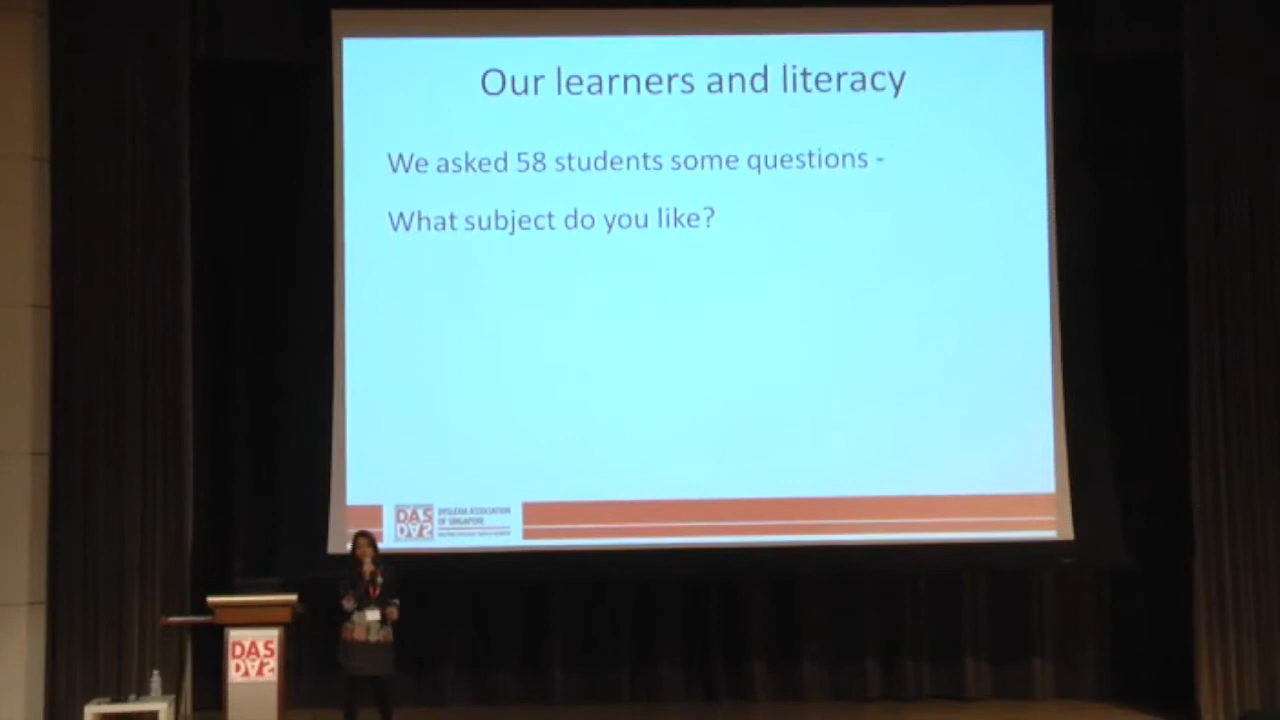 Our learners and literacy
We asked 58 students some questions -
What subject do you like?
DAS
DAS
DYSLEXIA ASSOCIATION
OF SINGAPORE
DAS
DAS